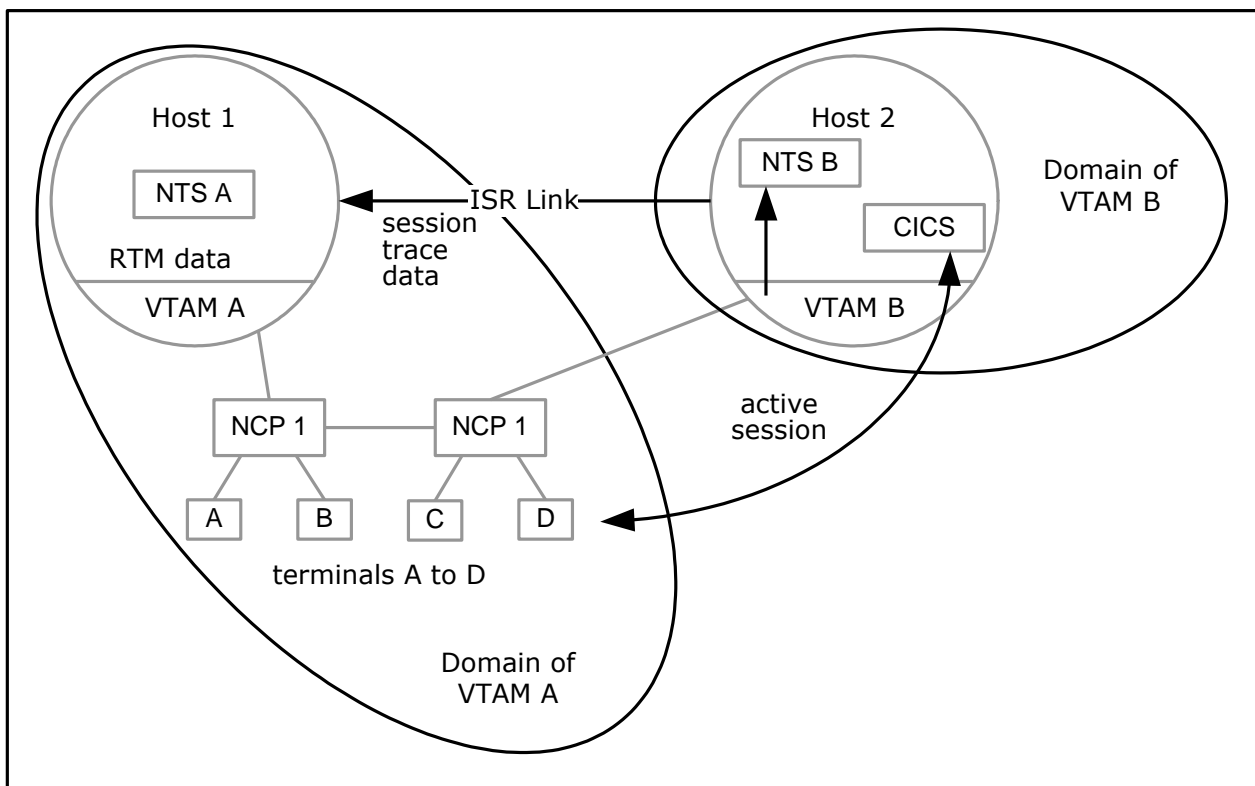 Host 1
NTS A
RTM data
VTAM A
ISR Link
session
trace
data
Host 2
NTS B
CICS
VTAM B
Domain of
VTAM B
NCP 1
NCP 1
active
session
A
B
C
D
terminals A to D
Domain of
VTAM A